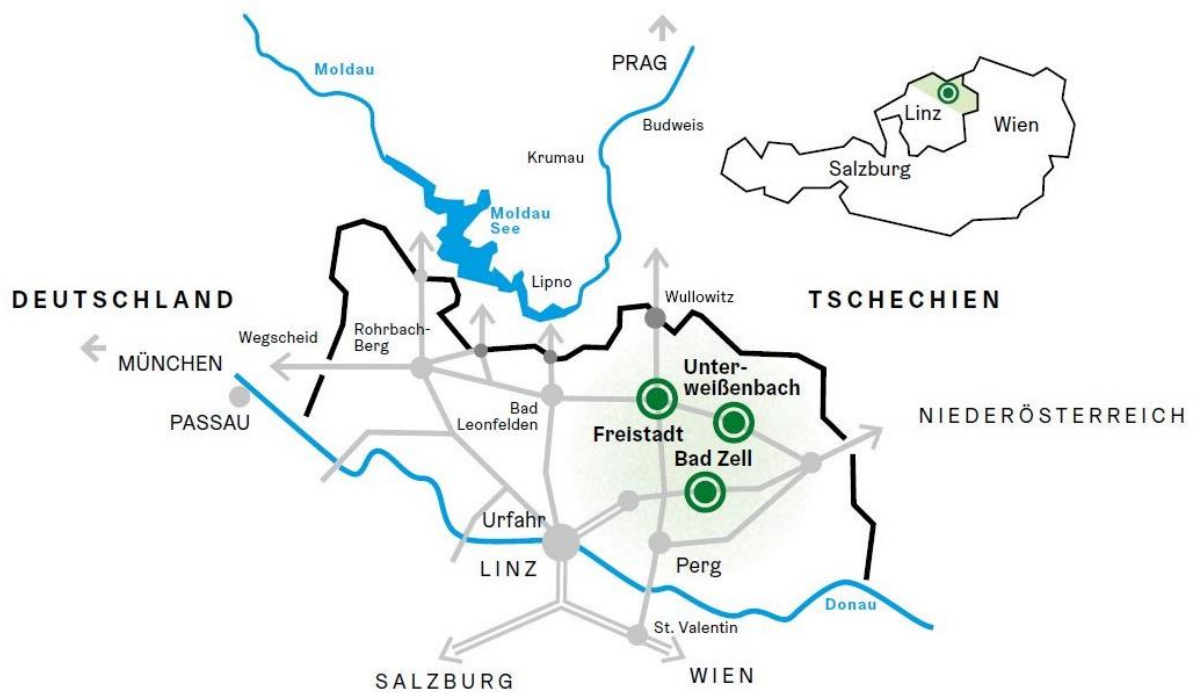 Moldau
PRAG
Budweis
Krumau
Linz
Wien
Salzburg
Moldau
See
Lipno
DEUTSCHLAND
Wullowitz
TSCHECHIEN
Wegscheid
Rohrbach-
Berg
MÜNCHEN
PASSAU
Unter-
weißenbach
Bad
Leonfelden
Freistadt
NIEDERÖSTERREICH
Bad Zell
Urfahr
LINZ
Perg
Donau
St. Valentin
SALZBURG
WIEN